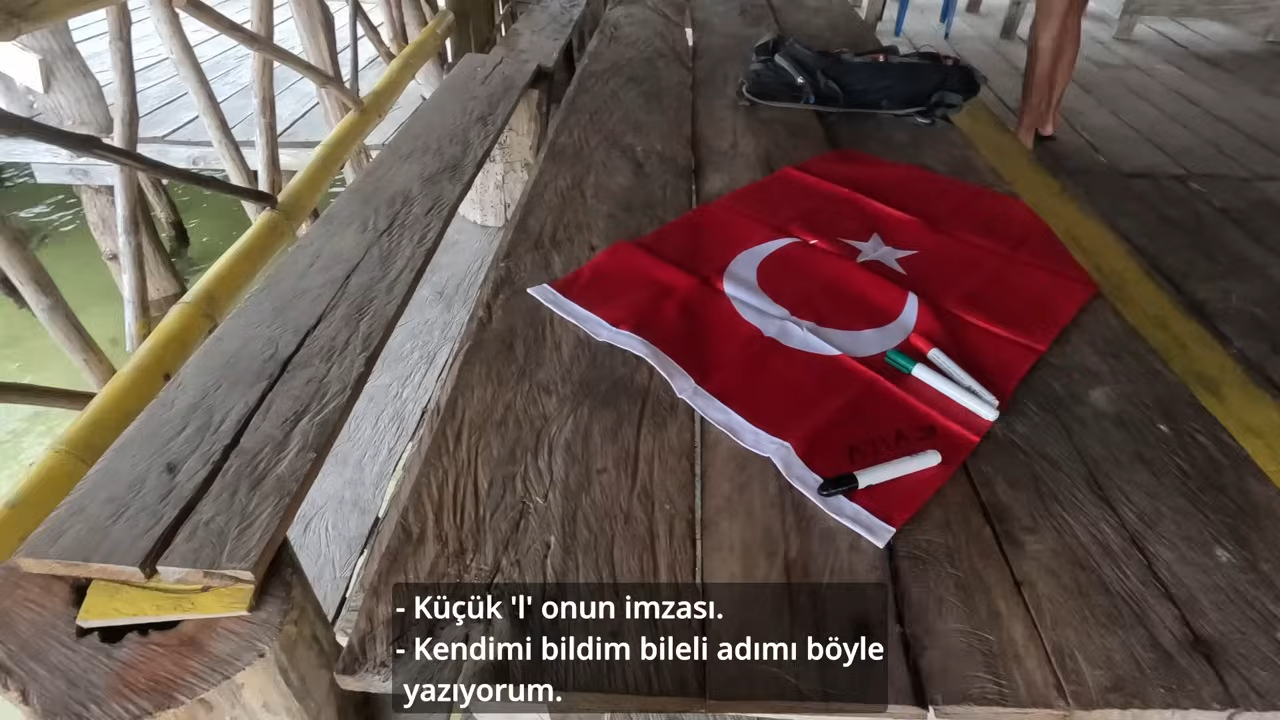 - Küçük 'l' onun imzası.
- Kendimi bildim bileli adımı böyle
yazıyorum.